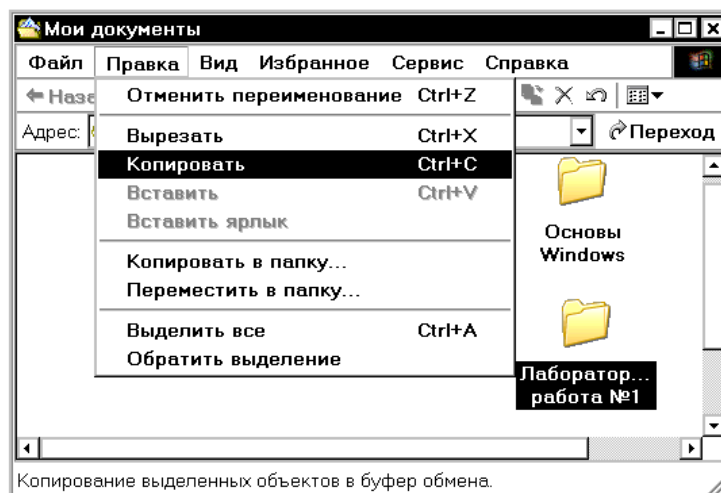 Мои документы
Файл Правка Вид Избранное Сервис Справка
Отменить переименование Ctrl+Z
Адрес:
Переход
Вырезать Ctrl+X
Копировать Ctrl+C
Вставить Ctrl+V
Вставить ярлык
Копировать в папку...
Переместить в папку...
Выделить все Ctrl+A
Обратить выделение
Основы
Windows
Лаборатор...
работа №1
Копирование выделенных объектов в буфер обмена.